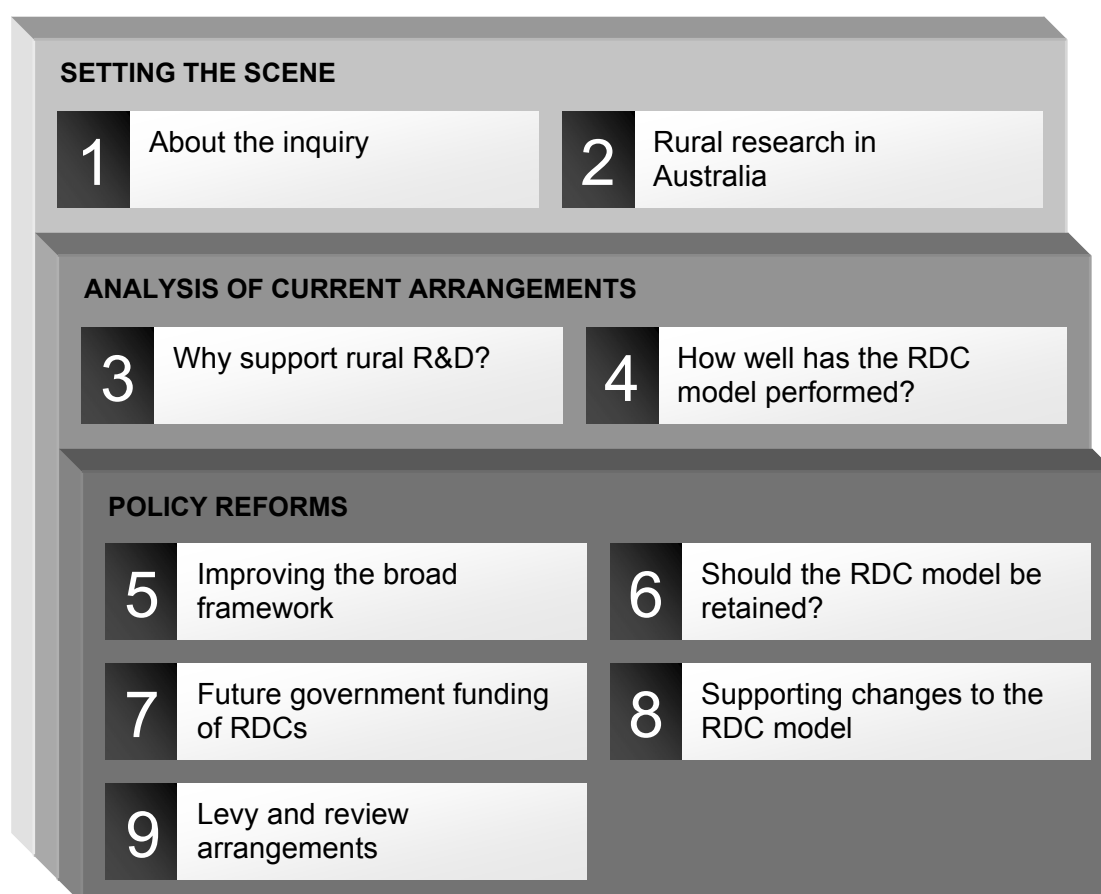 SETTING THE SCENE
1
About the inquiry
2
Rural research in
Australia
ANALYSIS OF CURRENT ARRANGEMENTS
3
Why support rural R&D?
4
How well has the RDC
model performed?
POLICY REFORMS
5
Improving the broad
framework
6
Should the RDC model be
retained?
7
Future government funding
of RDCs
8
Supporting changes to the
RDC model
9
Levy and review
arrangements